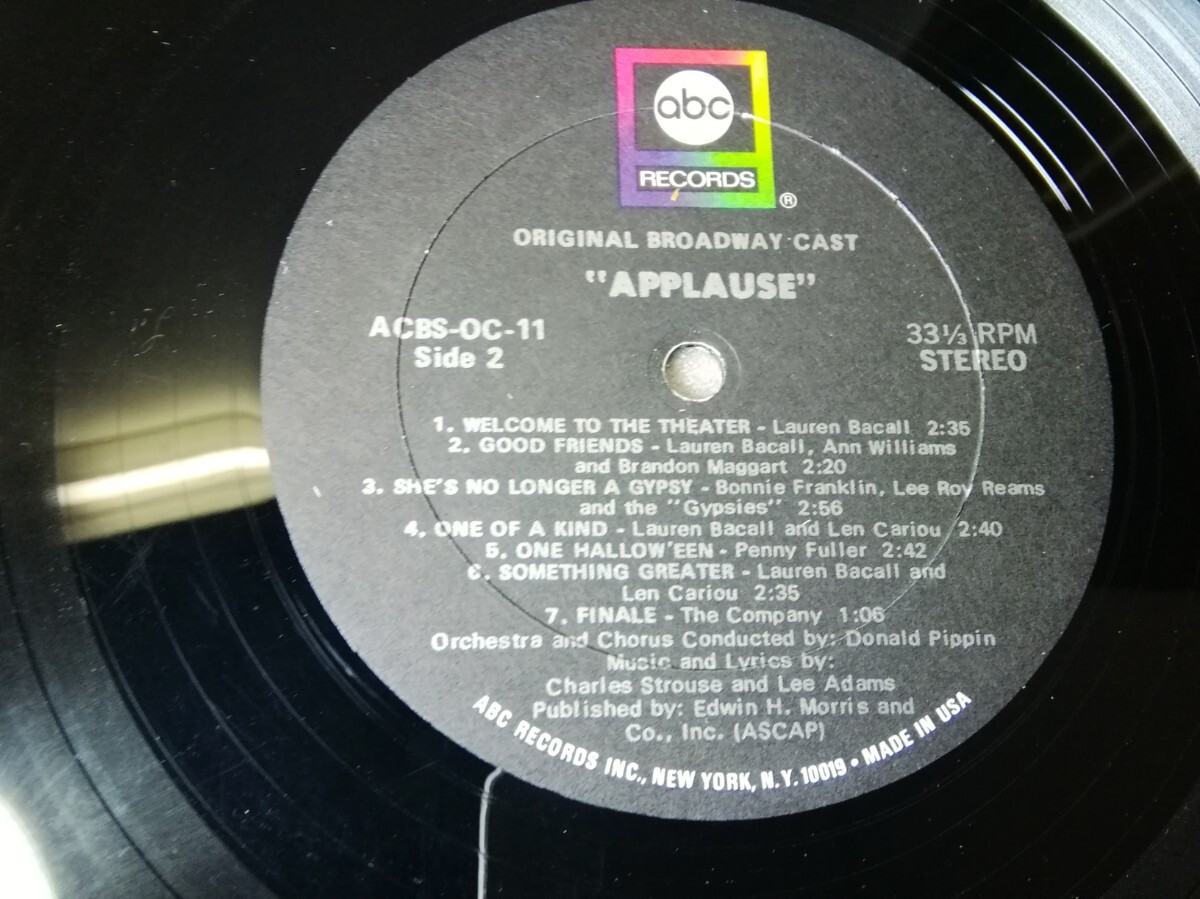 abc
RECORDS
®
ORIGINAL BROADWAY CAST
"APPLAUSE"
ACBS-OC-11
Side 2
33⅓ RPM
STEREO
1. WELCOME TO THE THEATER - Lauren Bacall 2:35
2. GOOD FRIENDS - Lauren Bacall, Ann Williams
and Brandon Maggart 2:20
3. SHE'S NO LONGER A GYPSY - Bonnie Franklin, Lee Roy Reams
and the "Gypsies" 2:56
4. ONE OF A KIND - Lauren Bacall and Len Cariou 2:40
5. ONE HALLOW'EEN - Penny Fuller 2:42
6. SOMETHING GREATER - Lauren Bacall and
Len Cariou 2:35
7. FINALE - The Company 1:06
Orchestra and Chorus Conducted by: Donald Pippin
Music and Lyrics by:
Charles Strouse and Lee Adams
Published by: Edwin H. Morris and
Co., Inc. (ASCAP)
ABC RECORDS INC., NEW YORK, N.Y. 10019 • MADE IN USA